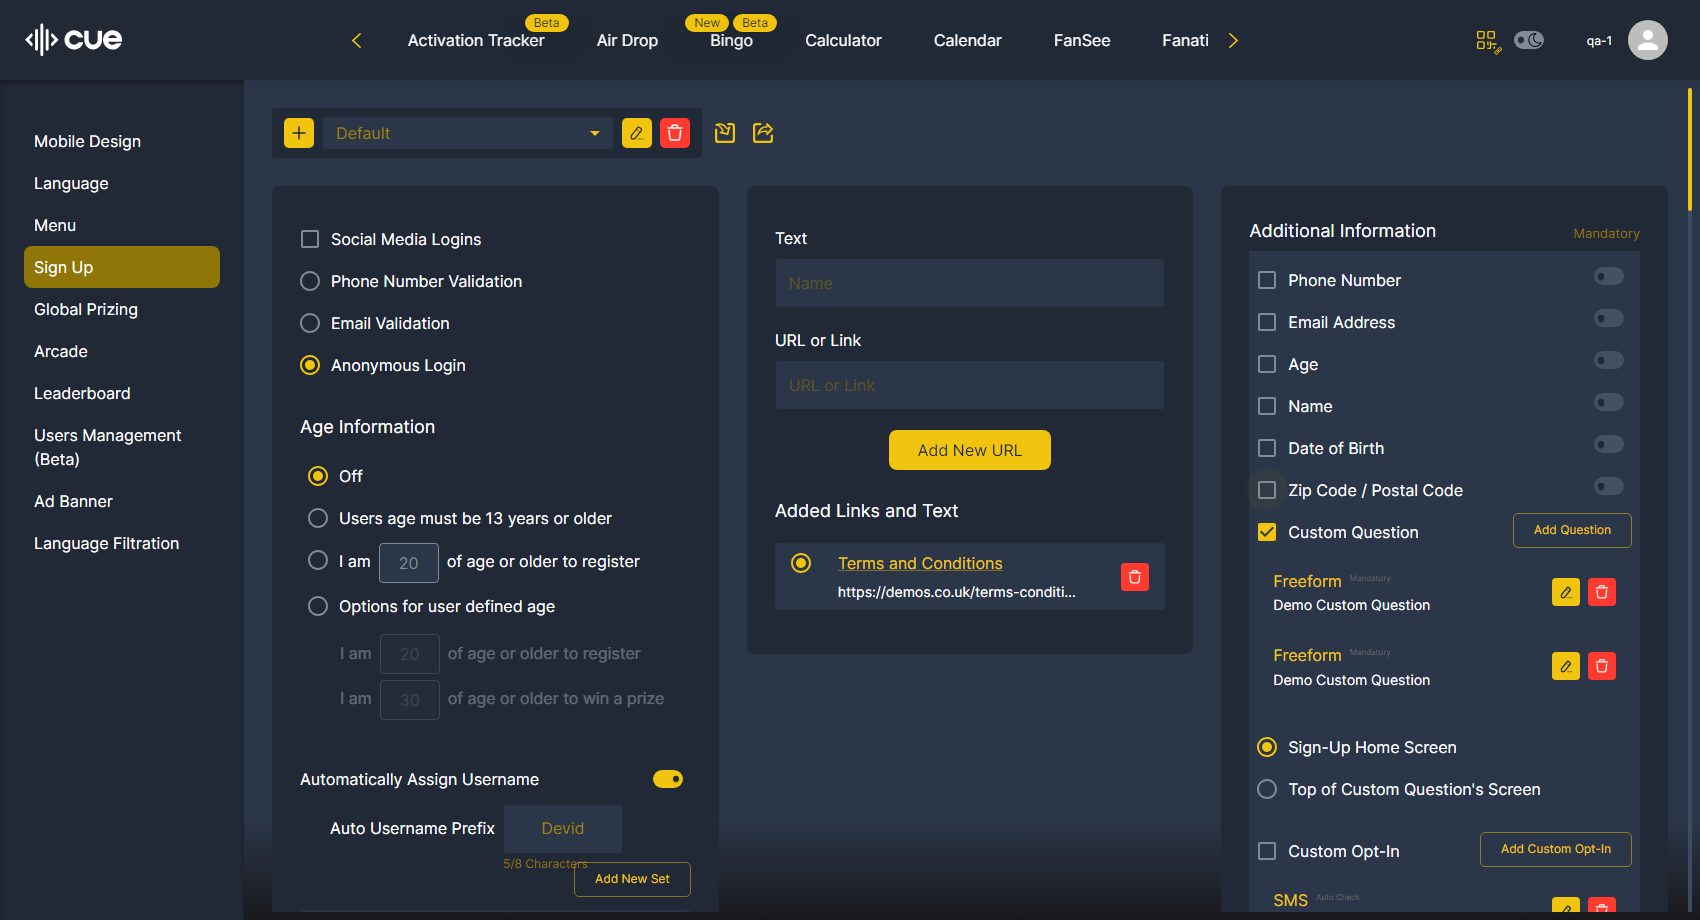 cue
Activation Tracker
Beta
Air Drop
New
Beta
Bingo
Calculator
Calendar
FanSee
Fanati
qa-1
Mobile Design
Language
Menu
Sign Up
Global Prizing
Arcade
Leaderboard
Users Management
(Beta)
Ad Banner
Language Filtration
Default
Social Media Logins
Phone Number Validation
Email Validation
Anonymous Login
Age Information
Off
Users age must be 13 years or older
I am 20 of age or older to register
Options for user defined age
I am 20 of age or older to register
I am 30 of age or older to win a prize
Automatically Assign Username
Auto Username Prefix Devid
5/8 Characters
Add New Set
Text
Name
URL or Link
URL or Link
Add New URL
Added Links and Text
Terms and Conditions
https://demos.co.uk/terms-conditi...
Additional Information Mandatory
Phone Number
Email Address
Age
Name
Date of Birth
Zip Code / Postal Code
Custom Question Add Question
Freeform Mandatory
Demo Custom Question
Freeform Mandatory
Demo Custom Question
Sign-Up Home Screen
Top of Custom Question's Screen
Custom Opt-In Add Custom Opt-In
SMS Auto Check